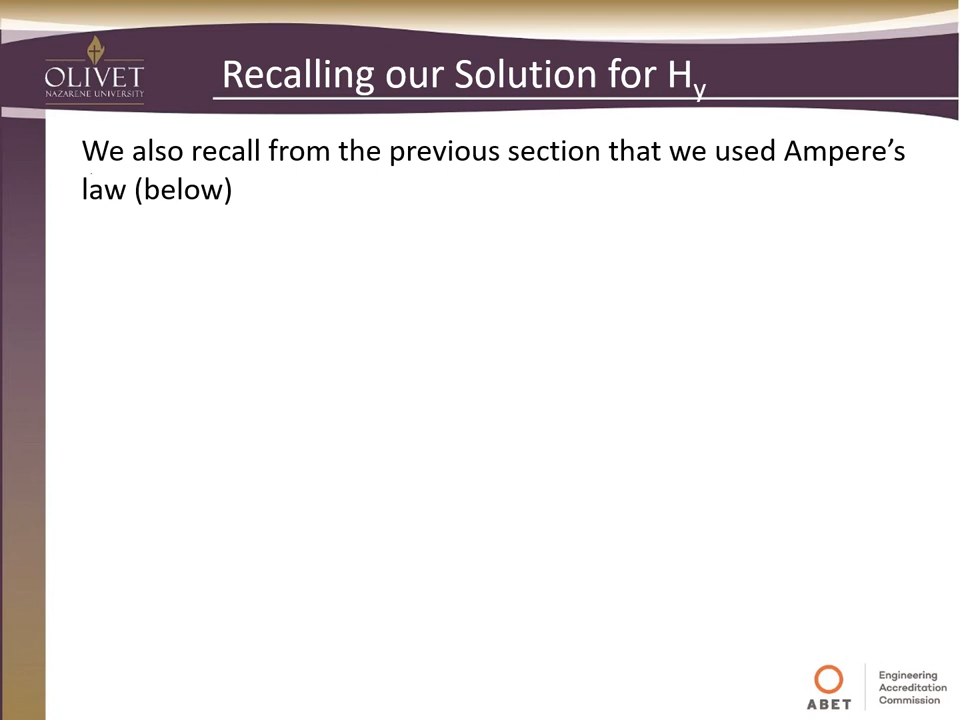 OLIVET
NAZARENE UNIVERSITY
Recalling our Solution for Hy
We also recall from the previous section that we used Ampere’s
law (below)
ABET
Engineering
Accreditation
Commission